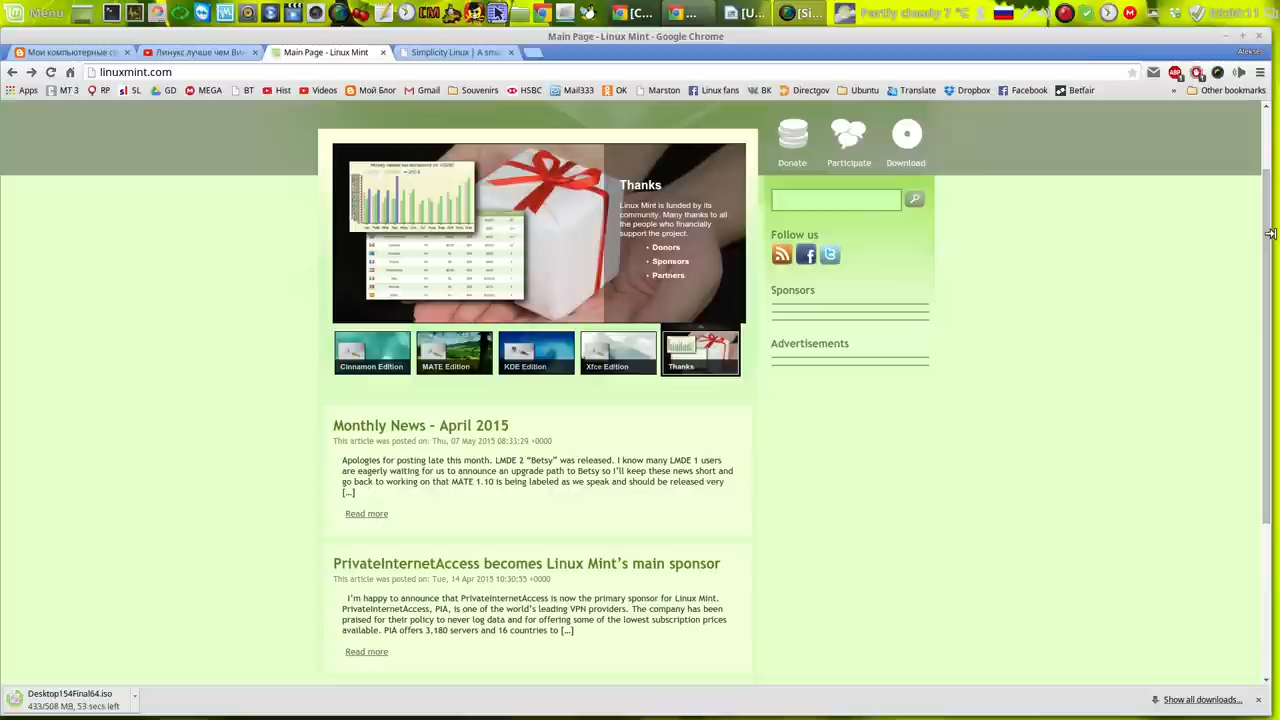 Menu
[C...
...
[U...
[Si...
Partly cloudy 7 °C
Main Page - Linux Mint - Google Chrome
Мои компьютерные со
Линукс лучше чем Вин
Main Page - Linux Mint
Simplicity Linux | A sma
Alekse
linuxmint.com
Apps
MT 3
RP
SL
GD
MEGA
BT
Hist
Videos
Мой Блог
Gmail
Souvenirs
HSBC
Mail333
OK
Marston
Linux fans
VK
Directgov
Ubuntu
Translate
Dropbox
Facebook
Betfair
»
Other bookmarks
Donate
Participate
Download
Thanks
Linux Mint is funded by its
community. Many thanks to all
the people who financially
support the project.
• Donors
• Sponsors
• Partners
Follow us
Sponsors
Advertisements
Cinnamon Edition
MATE Edition
KDE Edition
Xfce Edition
Thanks
Monthly News – April 2015
This article was posted on: Thu, 07 May 2015 08:33:29 +0000
Apologies for posting late this month. LMDE 2 “Betsy” was released. I know many LMDE 1 users
are eagerly waiting for us to announce an upgrade path to Betsy so I’ll keep these news short and
go back to working on that MATE 1.10 is being labeled as we speak and should be released very
[…]
Read more
PrivateInternetAccess becomes Linux Mint’s main sponsor
This article was posted on: Tue, 14 Apr 2015 10:30:55 +0000
I’m happy to announce that PrivateInternetAccess is now the primary sponsor for Linux Mint.
PrivateInternetAccess, PIA, is one of the world’s leading VPN providers. The company has been
praised for their policy to never log data and for offering some of the lowest subscription prices
available. PIA offers 3,180 servers and 16 countries to […]
Read more
Desktop154Final64.iso
433/508 MB, 53 secs left
Show all downloads...